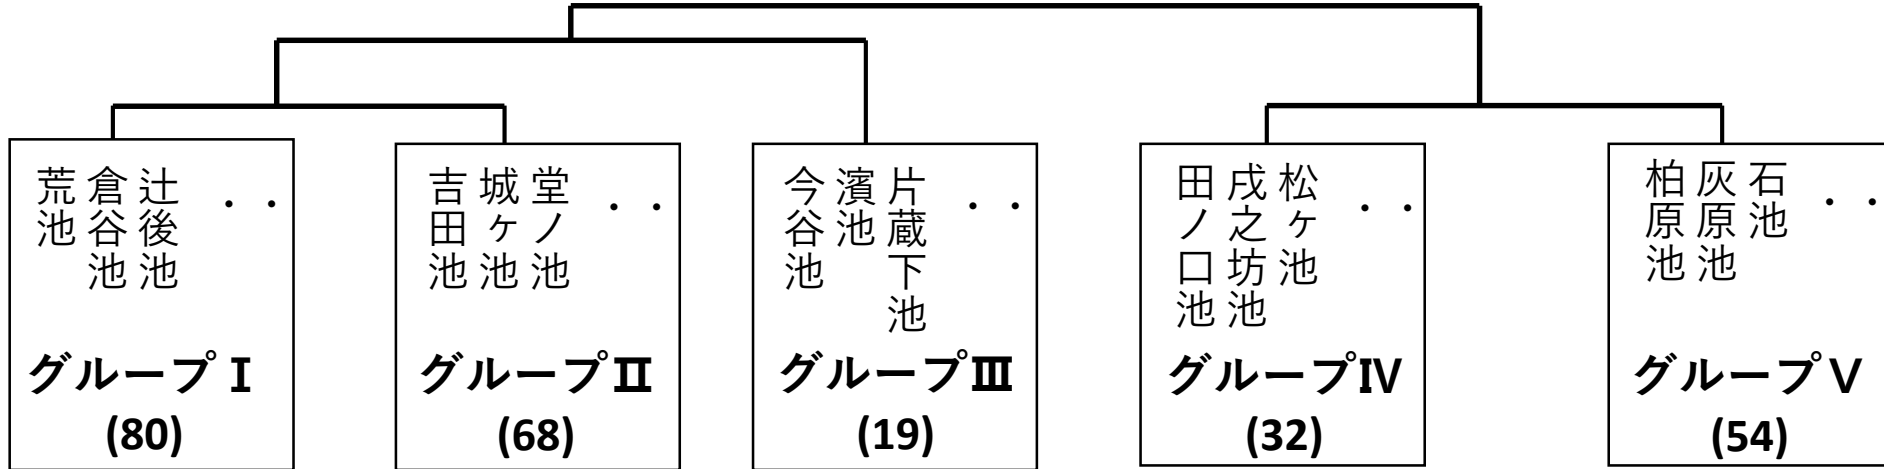 荒池
倉谷池
辻後池
・・
グループⅠ
(80)
吉田池
城ヶ池
堂ノ池
・・
グループⅡ
(68)
今谷池
濱池
片蔵下池
・・
グループⅢ
(19)
田ノ口池
戌之坊池
松ヶ池
・・
グループⅣ
(32)
柏原池
灰原池
石池
・・
グループⅤ
(54)